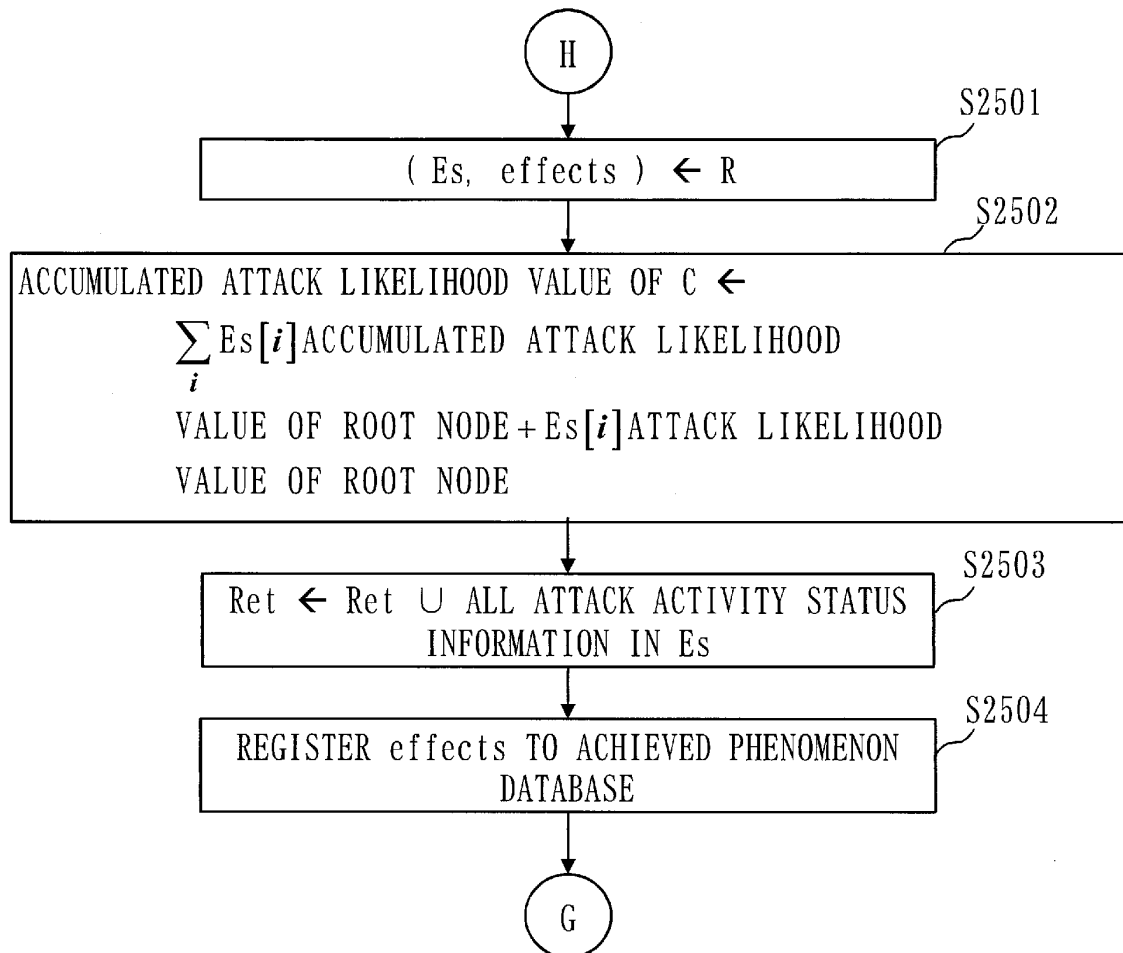 H
S2501
( Es, effects ) ← R
S2502
ACCUMULATED ATTACK LIKELIHOOD VALUE OF C ←
∑ Es[i]ACCUMULATED ATTACK LIKELIHOOD
i
VALUE OF ROOT NODE+Es[i]ATTACK LIKELIHOOD
VALUE OF ROOT NODE
S2503
Ret ← Ret ∪ ALL ATTACK ACTIVITY STATUS
INFORMATION IN Es
S2504
REGISTER effects TO ACHIEVED PHENOMENON
DATABASE
G